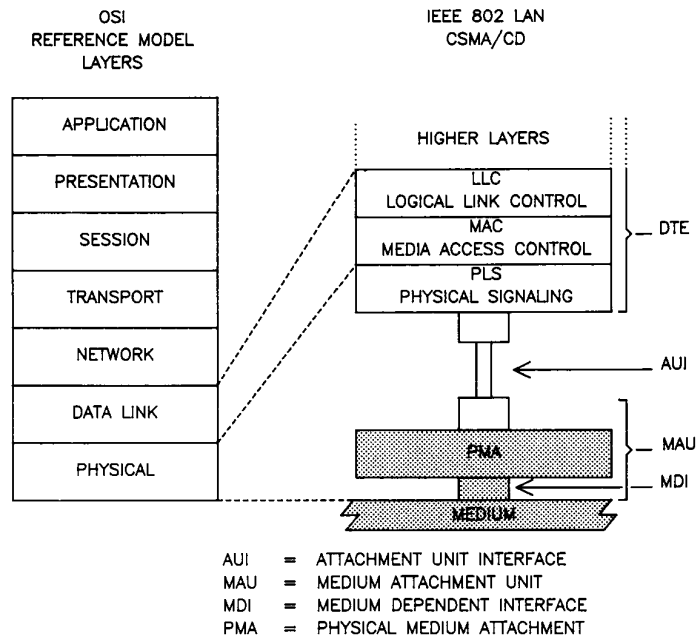 OSI
REFERENCE MODEL
LAYERS
APPLICATION
PRESENTATION
SESSION
TRANSPORT
NETWORK
DATA LINK
PHYSICAL
IEEE 802 LAN
CSMA/CD
HIGHER LAYERS
LLC
LOGICAL LINK CONTROL
MAC
MEDIA ACCESS CONTROL
PLS
PHYSICAL SIGNALING
DTE
AUI
PMA
MAU
MDI
MEDIUM
AUI = ATTACHMENT UNIT INTERFACE
MAU = MEDIUM ATTACHMENT UNIT
MDI = MEDIUM DEPENDENT INTERFACE
PMA = PHYSICAL MEDIUM ATTACHMENT